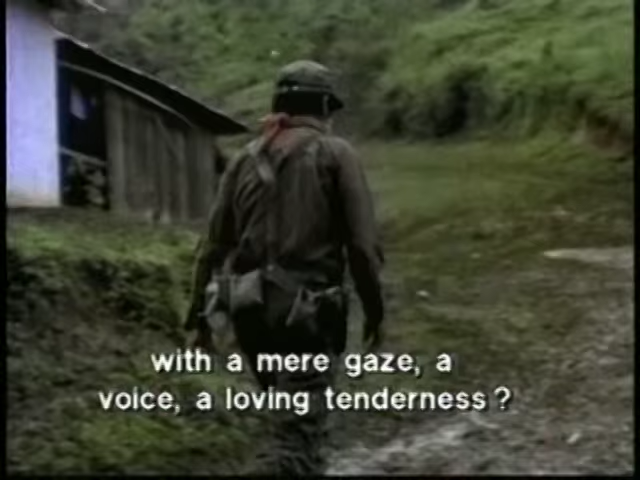 with a mere gaze, a
voice, a loving tenderness?